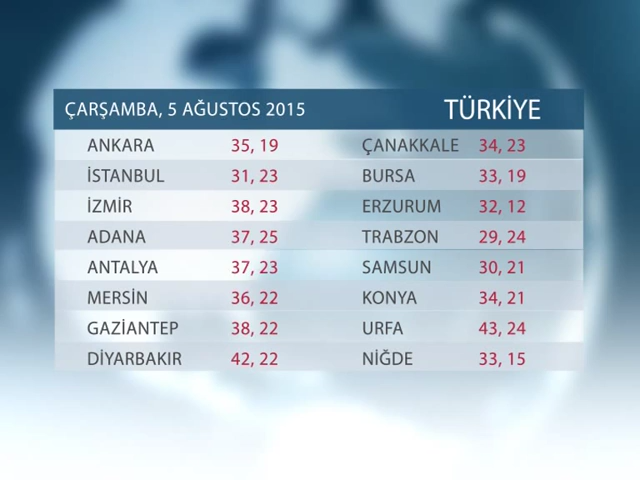 ÇARŞAMBA, 5 AĞUSTOS 2015 TÜRKİYE
ANKARA 35, 19 ÇANAKKALE 34, 23
İSTANBUL 31, 23 BURSA 33, 19
İZMİR 38, 23 ERZURUM 32, 12
ADANA 37, 25 TRABZON 29, 24
ANTALYA 37, 23 SAMSUN 30, 21
MERSİN 36, 22 KONYA 34, 21
GAZİANTEP 38, 22 URFA 43, 24
DİYARBAKIR 42, 22 NİĞDE 33, 15